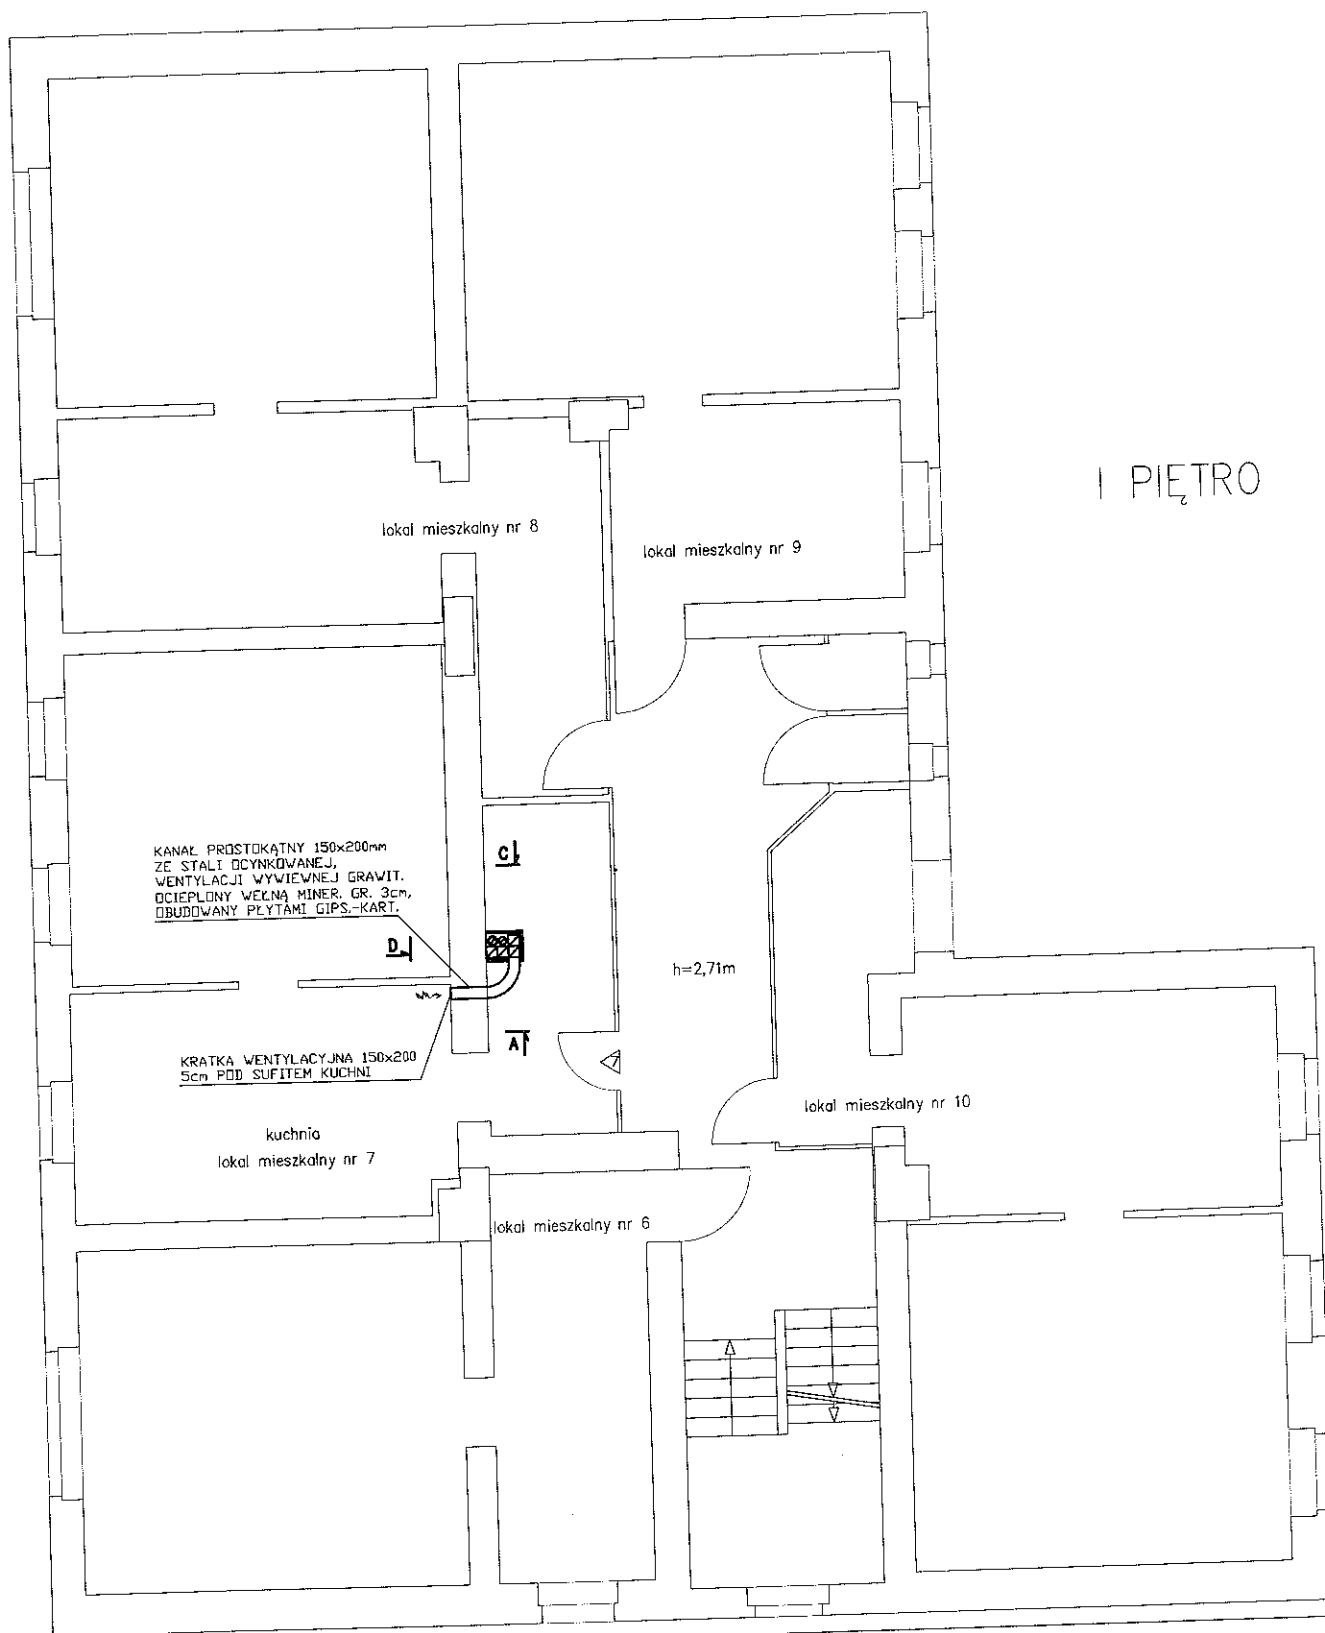 I PIĘTRO
lokal mieszkalny nr 8
lokal mieszkalny nr 9
KANAŁ PROSTOKĄTNY 150x200mm
ZE STALI OCYNKOWANEJ,
WENTYLACJI WYWIEWNEJ GRAWIT.
OCIEPLONY WEŁNĄ MINER. GR. 3cm,
OBUDOWANY PŁYTAMI GIPS.-KART.
C
D
h=2,71m
A
7
KRATKA WENTYLACYJNA 150x200
5cm POD SUFITEM KUCHNI
lokal mieszkalny nr 10
kuchnia
lokal mieszkalny nr 7
lokal mieszkalny nr 6